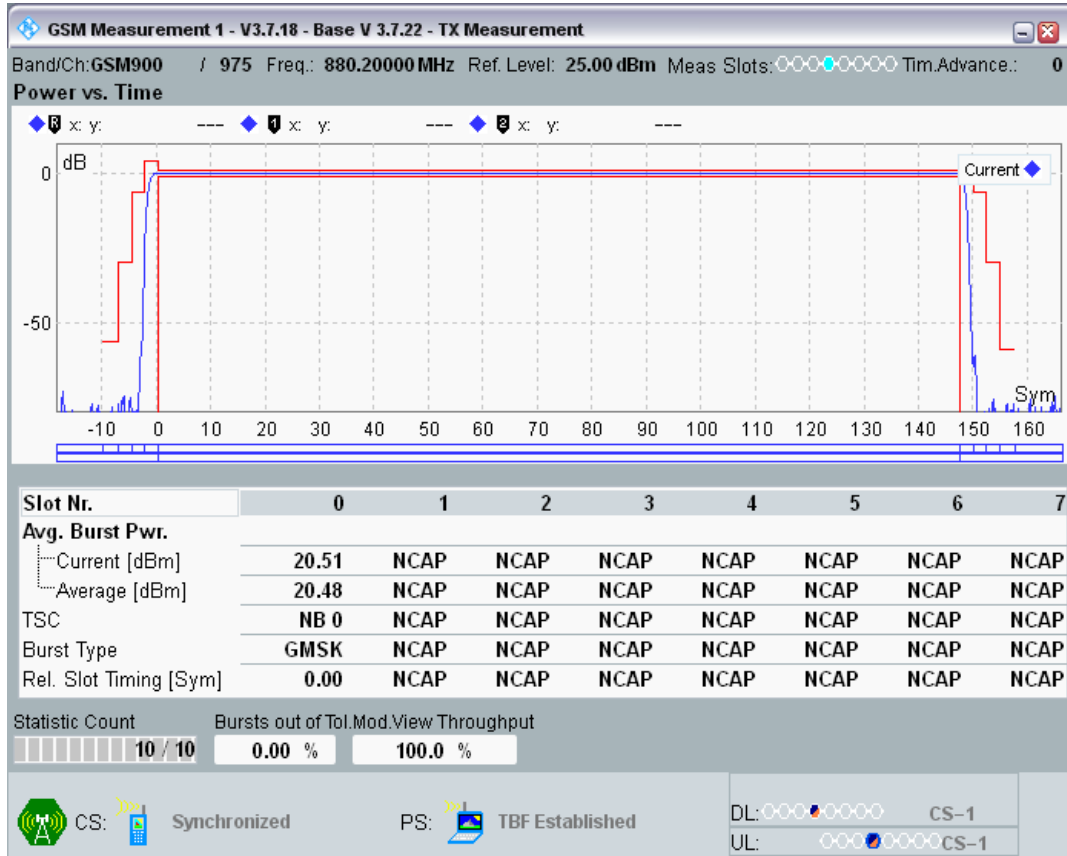 GSM Measurement 1 - V3.7.18 - Base V 3.7.22 - TX Measurement
Band/Ch:GSM900 / 975 Freq.: 880.20000 MHz Ref. Level: 25.00 dBm Meas Slots: Tim.Advance.: 0
Power vs. Time
R x: y: --- 1 x: y: --- 2 x: y: ---
dB
Current
0
-50
Sym
-10 0 10 20 30 40 50 60 70 80 90 100 110 120 130 140 150 160
Slot Nr. 0 1 2 3 4 5 6 7
Avg. Burst Pwr.
Current [dBm] 20.51 NCAP NCAP NCAP NCAP NCAP NCAP NCAP
Average [dBm] 20.48 NCAP NCAP NCAP NCAP NCAP NCAP NCAP
TSC NB 0 NCAP NCAP NCAP NCAP NCAP NCAP NCAP
Burst Type GMSK NCAP NCAP NCAP NCAP NCAP NCAP NCAP
Rel. Slot Timing [Sym] 0.00 NCAP NCAP NCAP NCAP NCAP NCAP NCAP
Statistic Count Bursts out of Tol. Mod.View Throughput
10 / 10 0.00 % 100.0 %
CS: Synchronized PS: TBF Established DL: CS-1
UL: CS-1